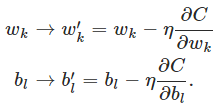 w_k → w'_k = w_k − η ∂C/∂w_k
b_l → b'_l = b_l − η ∂C/∂b_l.